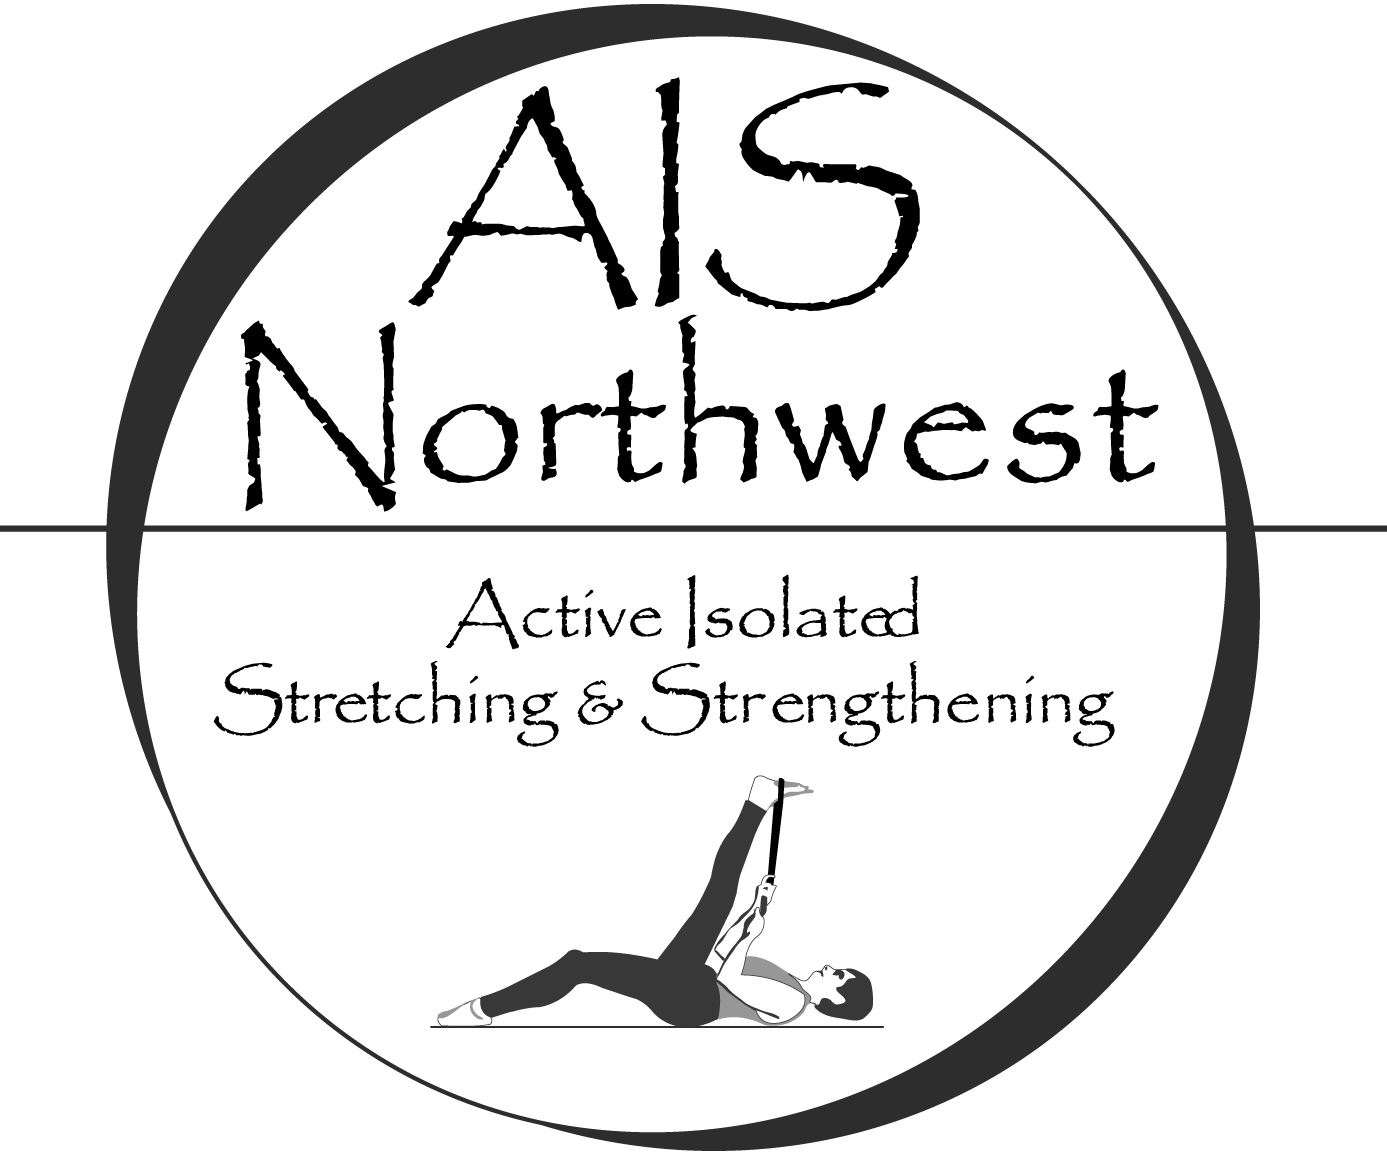 AIS
Northwest
Active Isolated
Stretching & Strengthening